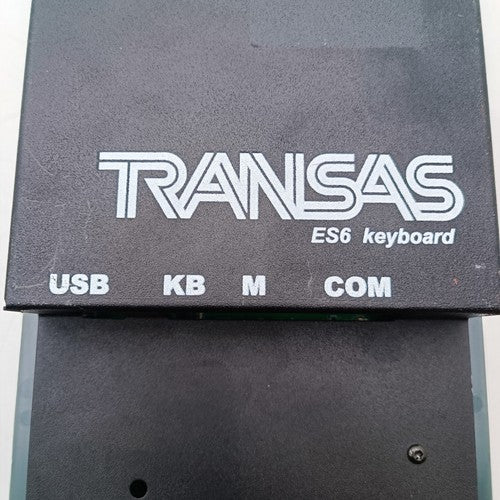 TRANSAS
ES6 keyboard
USB KB M COM